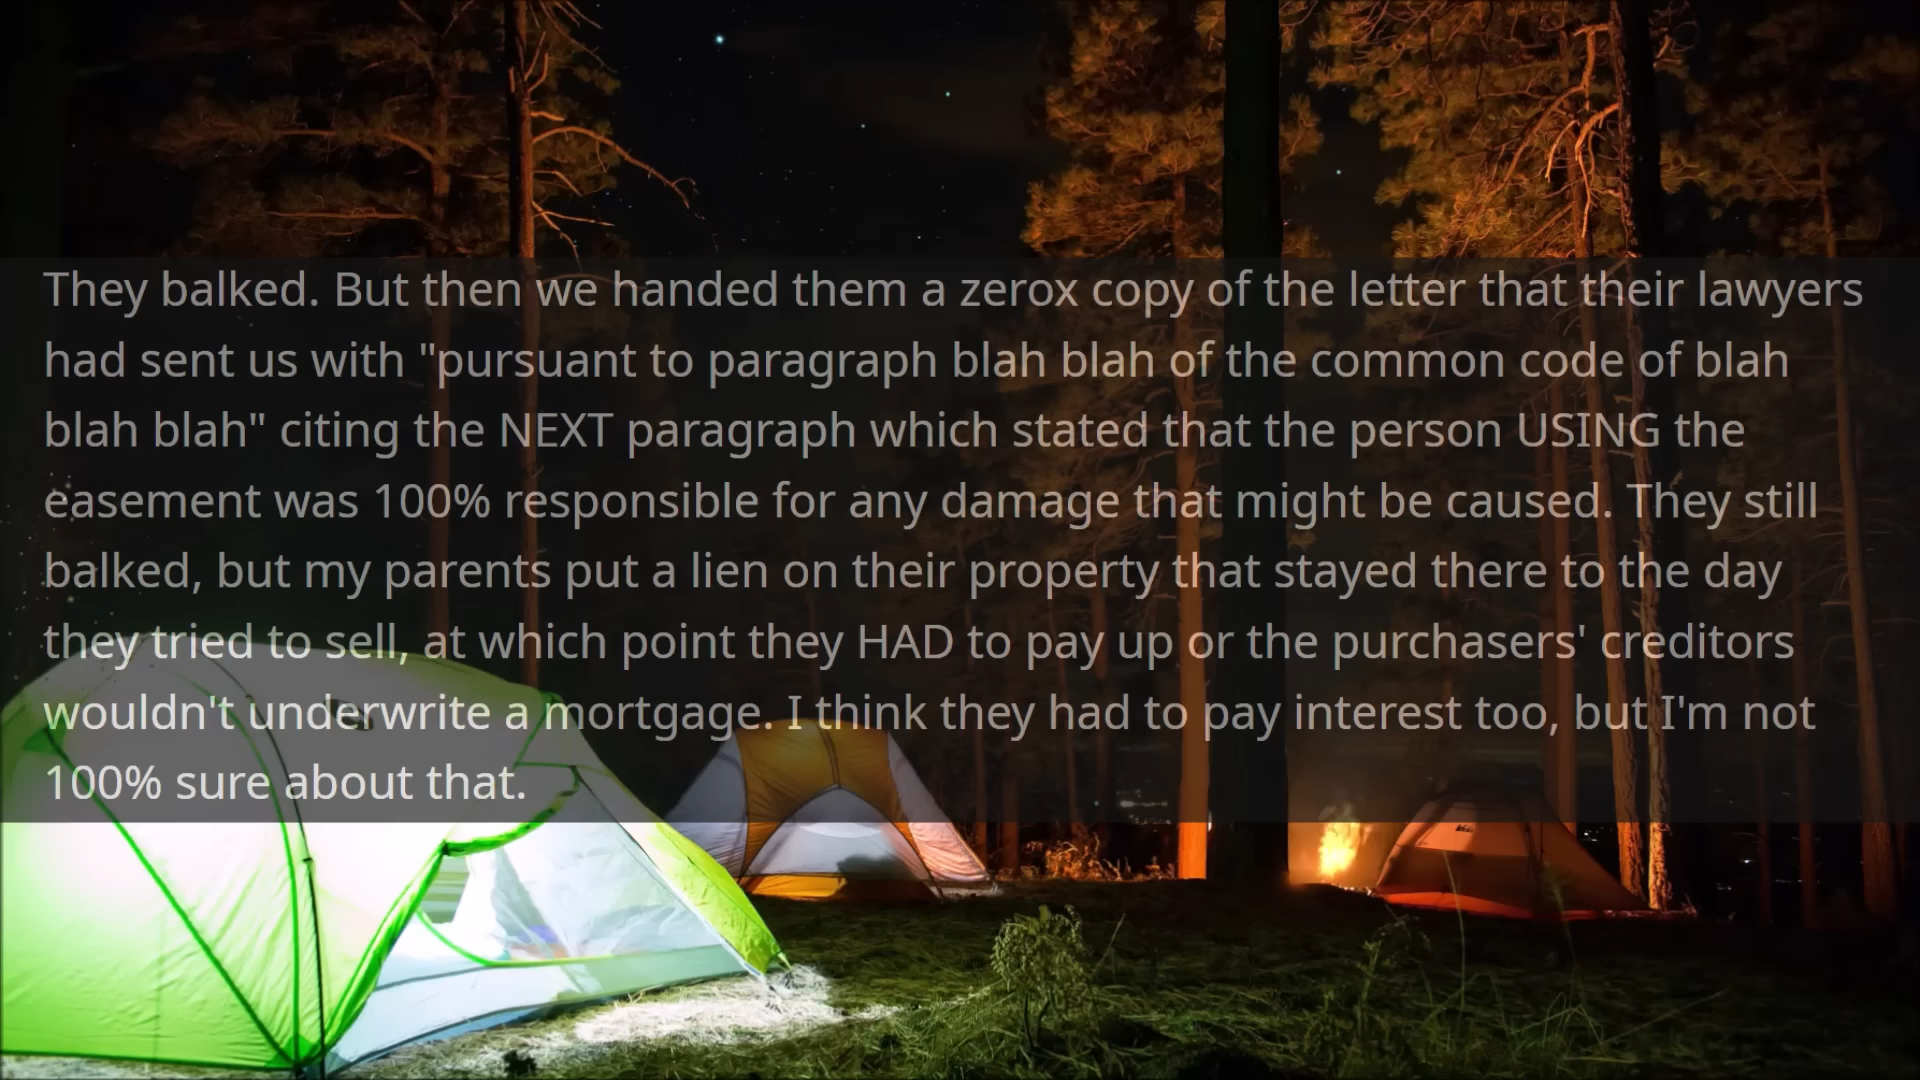 They balked. But then we handed them a zerox copy of the letter that their lawyers
had sent us with "pursuant to paragraph blah blah of the common code of blah
blah blah" citing the NEXT paragraph which stated that the person USING the
easement was 100% responsible for any damage that might be caused. They still
balked, but my parents put a lien on their property that stayed there to the day
they tried to sell, at which point they HAD to pay up or the purchasers' creditors
wouldn't underwrite a mortgage. I think they had to pay interest too, but I'm not
100% sure about that.